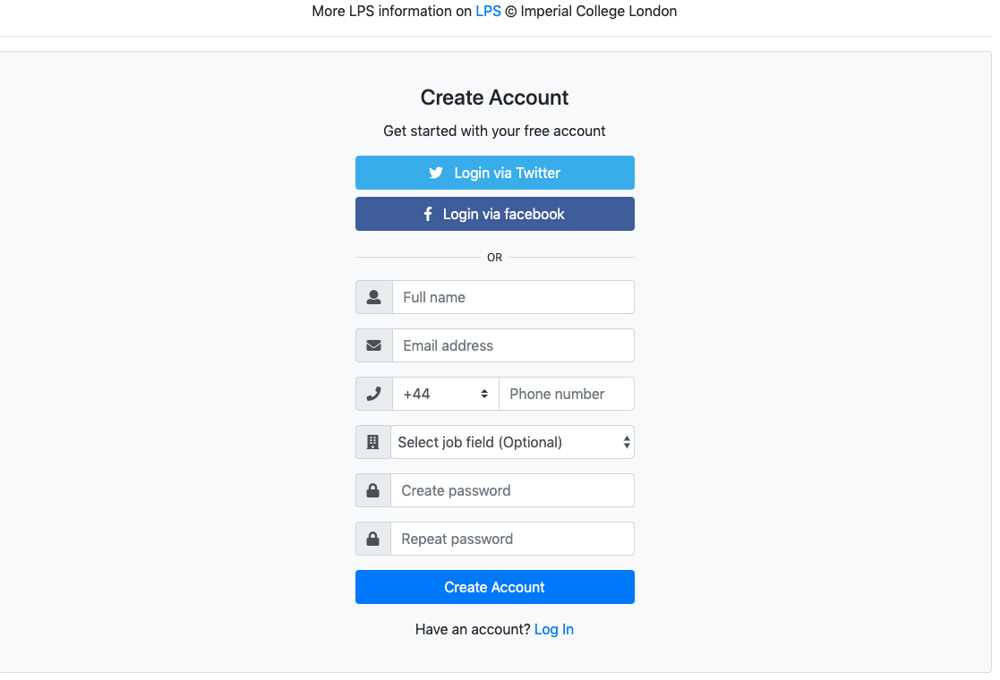 More LPS information on LPS © Imperial College London
Create Account
Get started with your free account
Login via Twitter
Login via facebook
OR
Full name
Email address
+44 Phone number
Select job field (Optional)
Create password
Repeat password
Create Account
Have an account? Log In